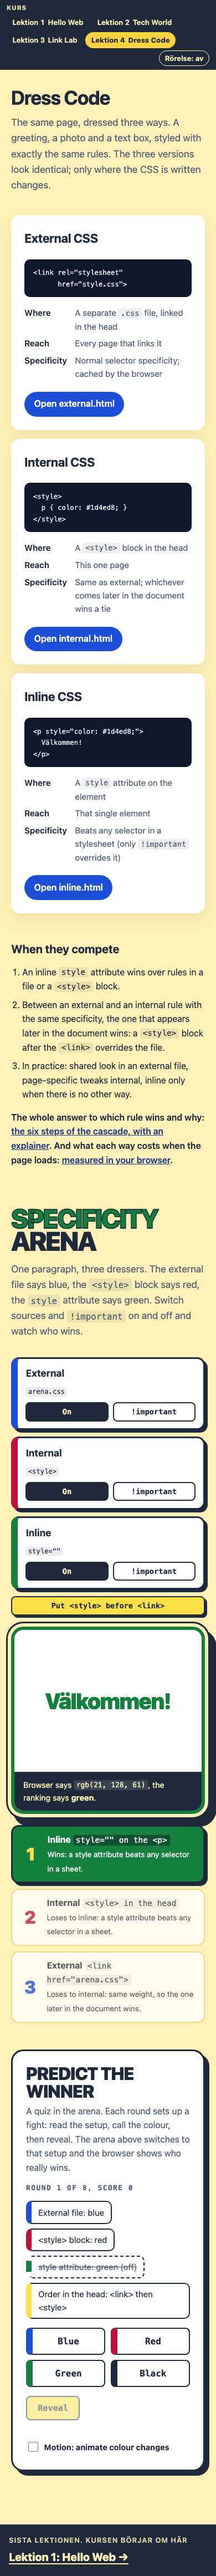 KURS
Lektion 1 Hello Web
Lektion 2 Tech World
Lektion 3 Link Lab
Lektion 4 Dress Code
Rörelse: av
Dress Code
The same page, dressed three ways. A
greeting, a photo and a text box, styled with
exactly the same rules. The three versions
look identical; only where the CSS is written
changes.
External CSS
<link rel="stylesheet"
href="style.css">
Where A separate .css file, linked
in the head
Reach Every page that links it
Specificity Normal selector specificity;
cached by the browser
Open external.html
Internal CSS
<style>
p { color: #1d4ed8; }
</style>
Where A <style> block in the head
Reach This one page
Specificity Same as external; whichever
comes later in the document
wins a tie
Open internal.html
Inline CSS
<p style="color: #1d4ed8;">
Välkommen!
</p>
Where A style attribute on the
element
Reach That single element
Specificity Beats any selector in a
stylesheet (only !important
overrides it)
Open inline.html
When they compete
1. An inline style attribute wins over rules in a
file or a <style> block.
2. Between an external and an internal rule with
the same specificity, the one that appears
later in the document wins: a <style> block
after the <link> overrides the file.
3. In practice: shared look in an external file,
page-specific tweaks internal, inline only
when there is no other way.
The whole answer to which rule wins and why:
the six steps of the cascade, with an
explainer. And what each way costs when the
page loads: measured in your browser.
SPECIFICITY
ARENA
One paragraph, three dressers. The external
file says blue, the <style> block says red,
the style attribute says green. Switch
sources and !important on and off and
watch who wins.
External
arena.css
On !important
Internal
<style>
On !important
Inline
style=""
On !important
Put <style> before <link>
Välkommen!
Browser says rgb(21, 128, 61), the
ranking says green.
1 Inline style="" on the <p>
Wins: a style attribute beats any selector
in a sheet.
2 Internal <style> in the head
Loses to inline: a style attribute beats any
selector in a sheet.
3 External <link
href="arena.css">
Loses to internal: same weight, so the one
later in the document wins.
PREDICT THE
WINNER
A quiz in the arena. Each round sets up a
fight: read the setup, call the colour,
then reveal. The arena above switches to
that setup and the browser shows who
really wins.
ROUND 1 OF 8, SCORE 0
External file: blue
<style> block: red
style attribute: green (off)
Order in the head: <link> then
<style>
Blue Red
Green Black
Reveal
Motion: animate colour changes
SISTA LEKTIONEN. KURSEN BÖRJAR OM HÄR
Lektion 1: Hello Web →